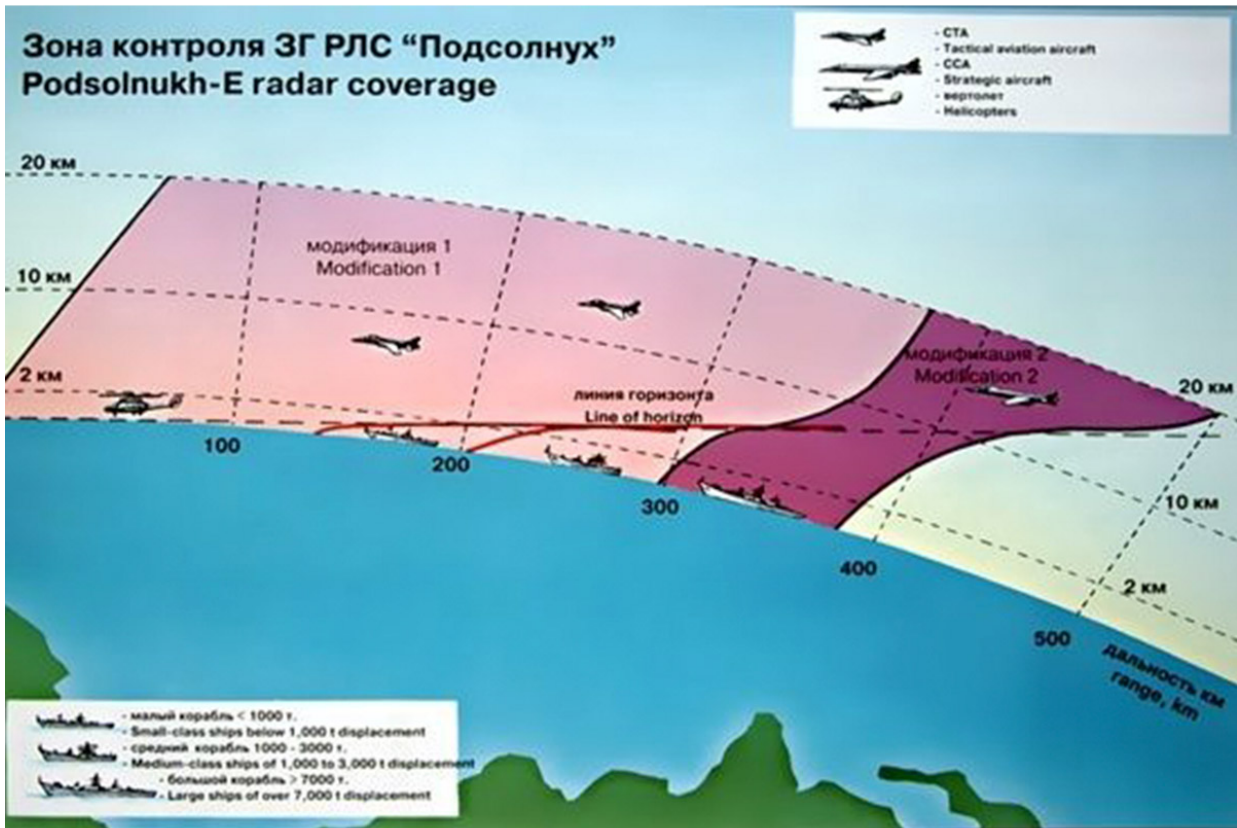 Зона контроля ЗГ РЛС “Подсолнух”
Podsolnukh-E radar coverage
- СТА
- Tactical aviation aircraft
- ССА
- Strategic aircraft
- вертолет
- Helicopters
20 км
модификация 1
Modification 1
10 км
модификация 2
Modification 2
2 км
20 км
линия горизонта
Line of horizon
100
200
300
10 км
400
2 км
500
дальность км
range, km
- малый корабль < 1000 т.
- Small-class ships below 1,000 t displacement
- средний корабль 1000 - 3000 т.
- Medium-class ships of 1,000 to 3,000 t displacement
- большой корабль > 7000 т.
- Large ships of over 7,000 t displacement